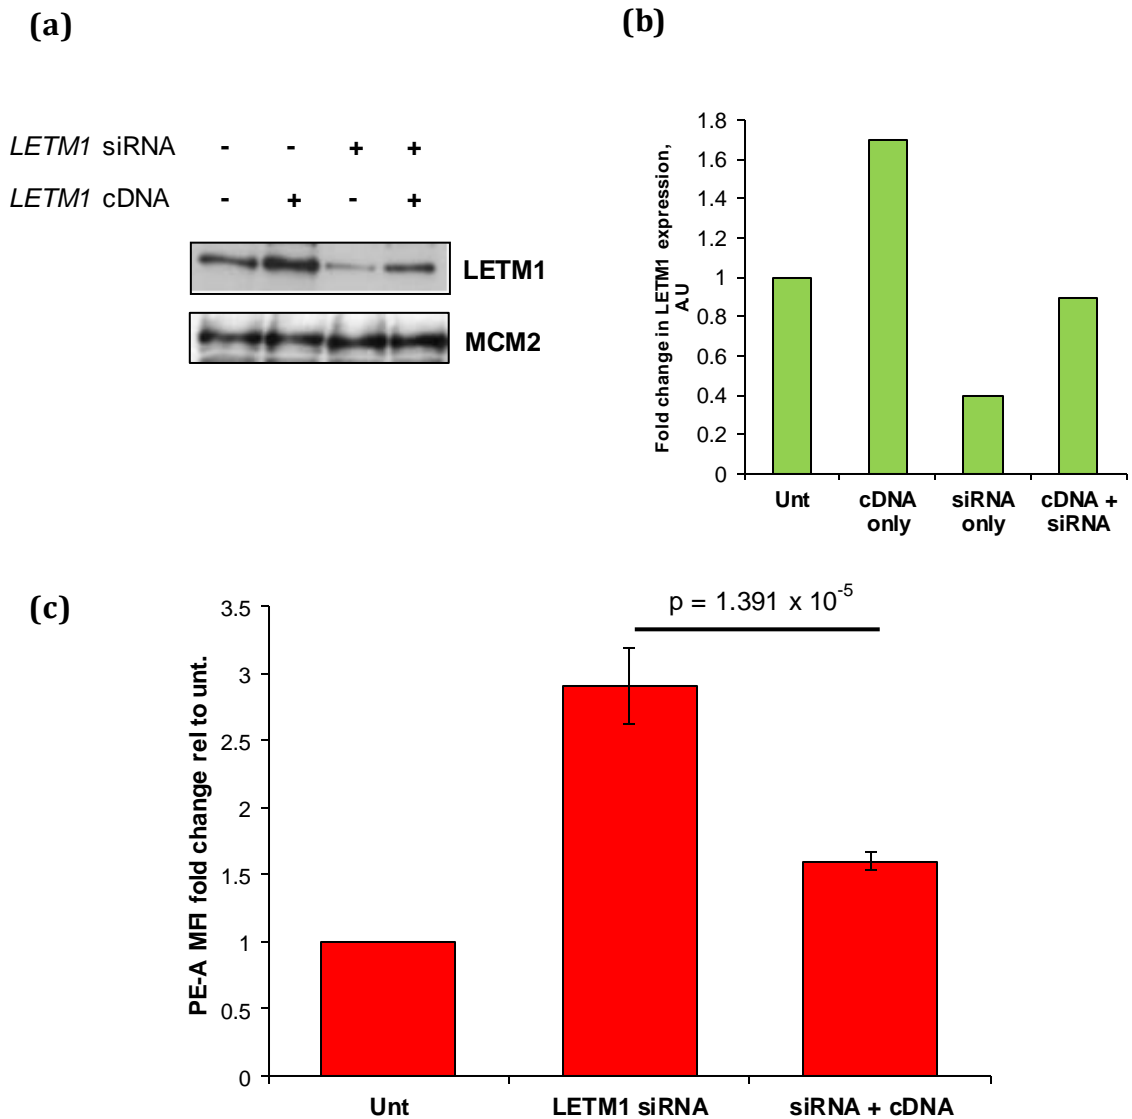 (a)
LETM1 siRNA - - + +
LETM1 cDNA - + - +
LETM1
MCM2
(b)
Fold change in LETM1 expression,
AU
1.8
1.6
1.4
1.2
1
0.8
0.6
0.4
0.2
0
Unt
cDNA
only
siRNA
only
cDNA +
siRNA
(c)
p = 1.391 x 10-5
PE-A MFI fold change rel to unt.
3.5
3
2.5
2
1.5
1
0.5
0
Unt
LETM1 siRNA
siRNA + cDNA